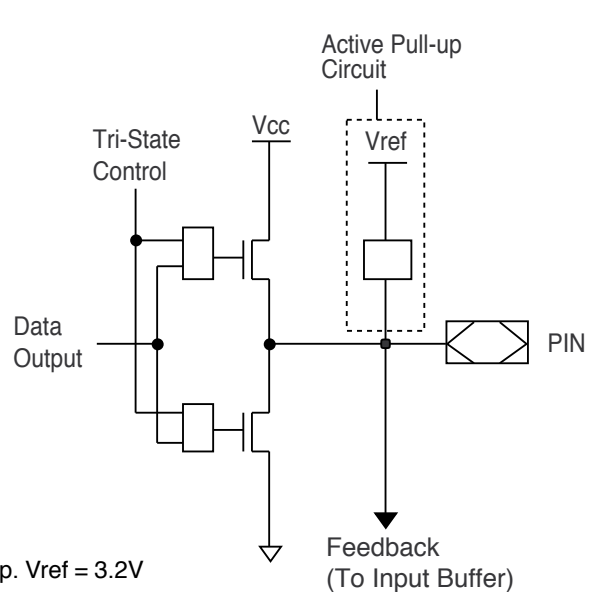 Active Pull-up
Circuit
Vcc
Vref
Tri-State
Control
Data
Output
PIN
Feedback
(To Input Buffer)
p. Vref = 3.2V